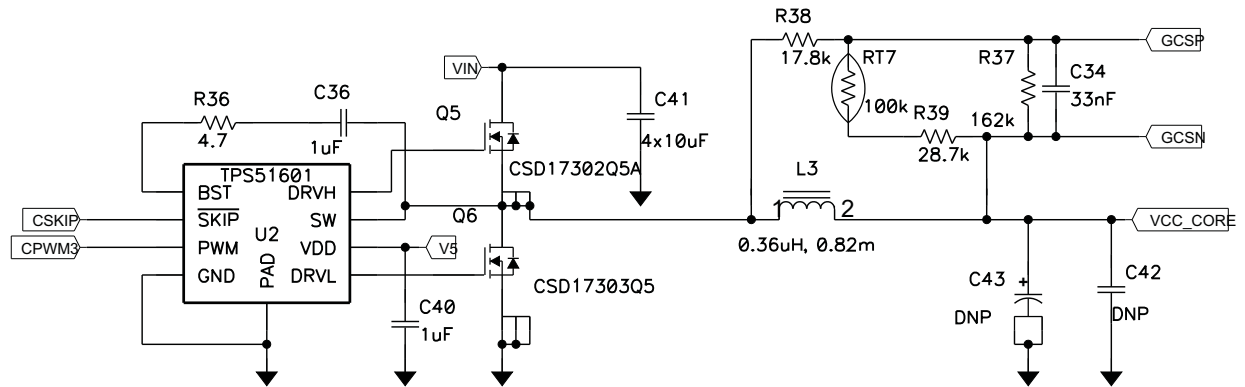 R38
17.8k
RT7
100k
R39
28.7k
R37
162k
C34
33nF
GCSP
GCSN
VIN
C41
4x10uF
Q5
CSD17302Q5A
R36
4.7
C36
1uF
TPS51601
BST
DRVH
SKIP
SW
PWM
U2
VDD
GND
PAD
DRVL
CSKIP
CPWM3
V5
Q6
CSD17303Q5
C40
1uF
L3
1
2
0.36uH, 0.82m
VCC_CORE
C43
+
DNP
C42
DNP